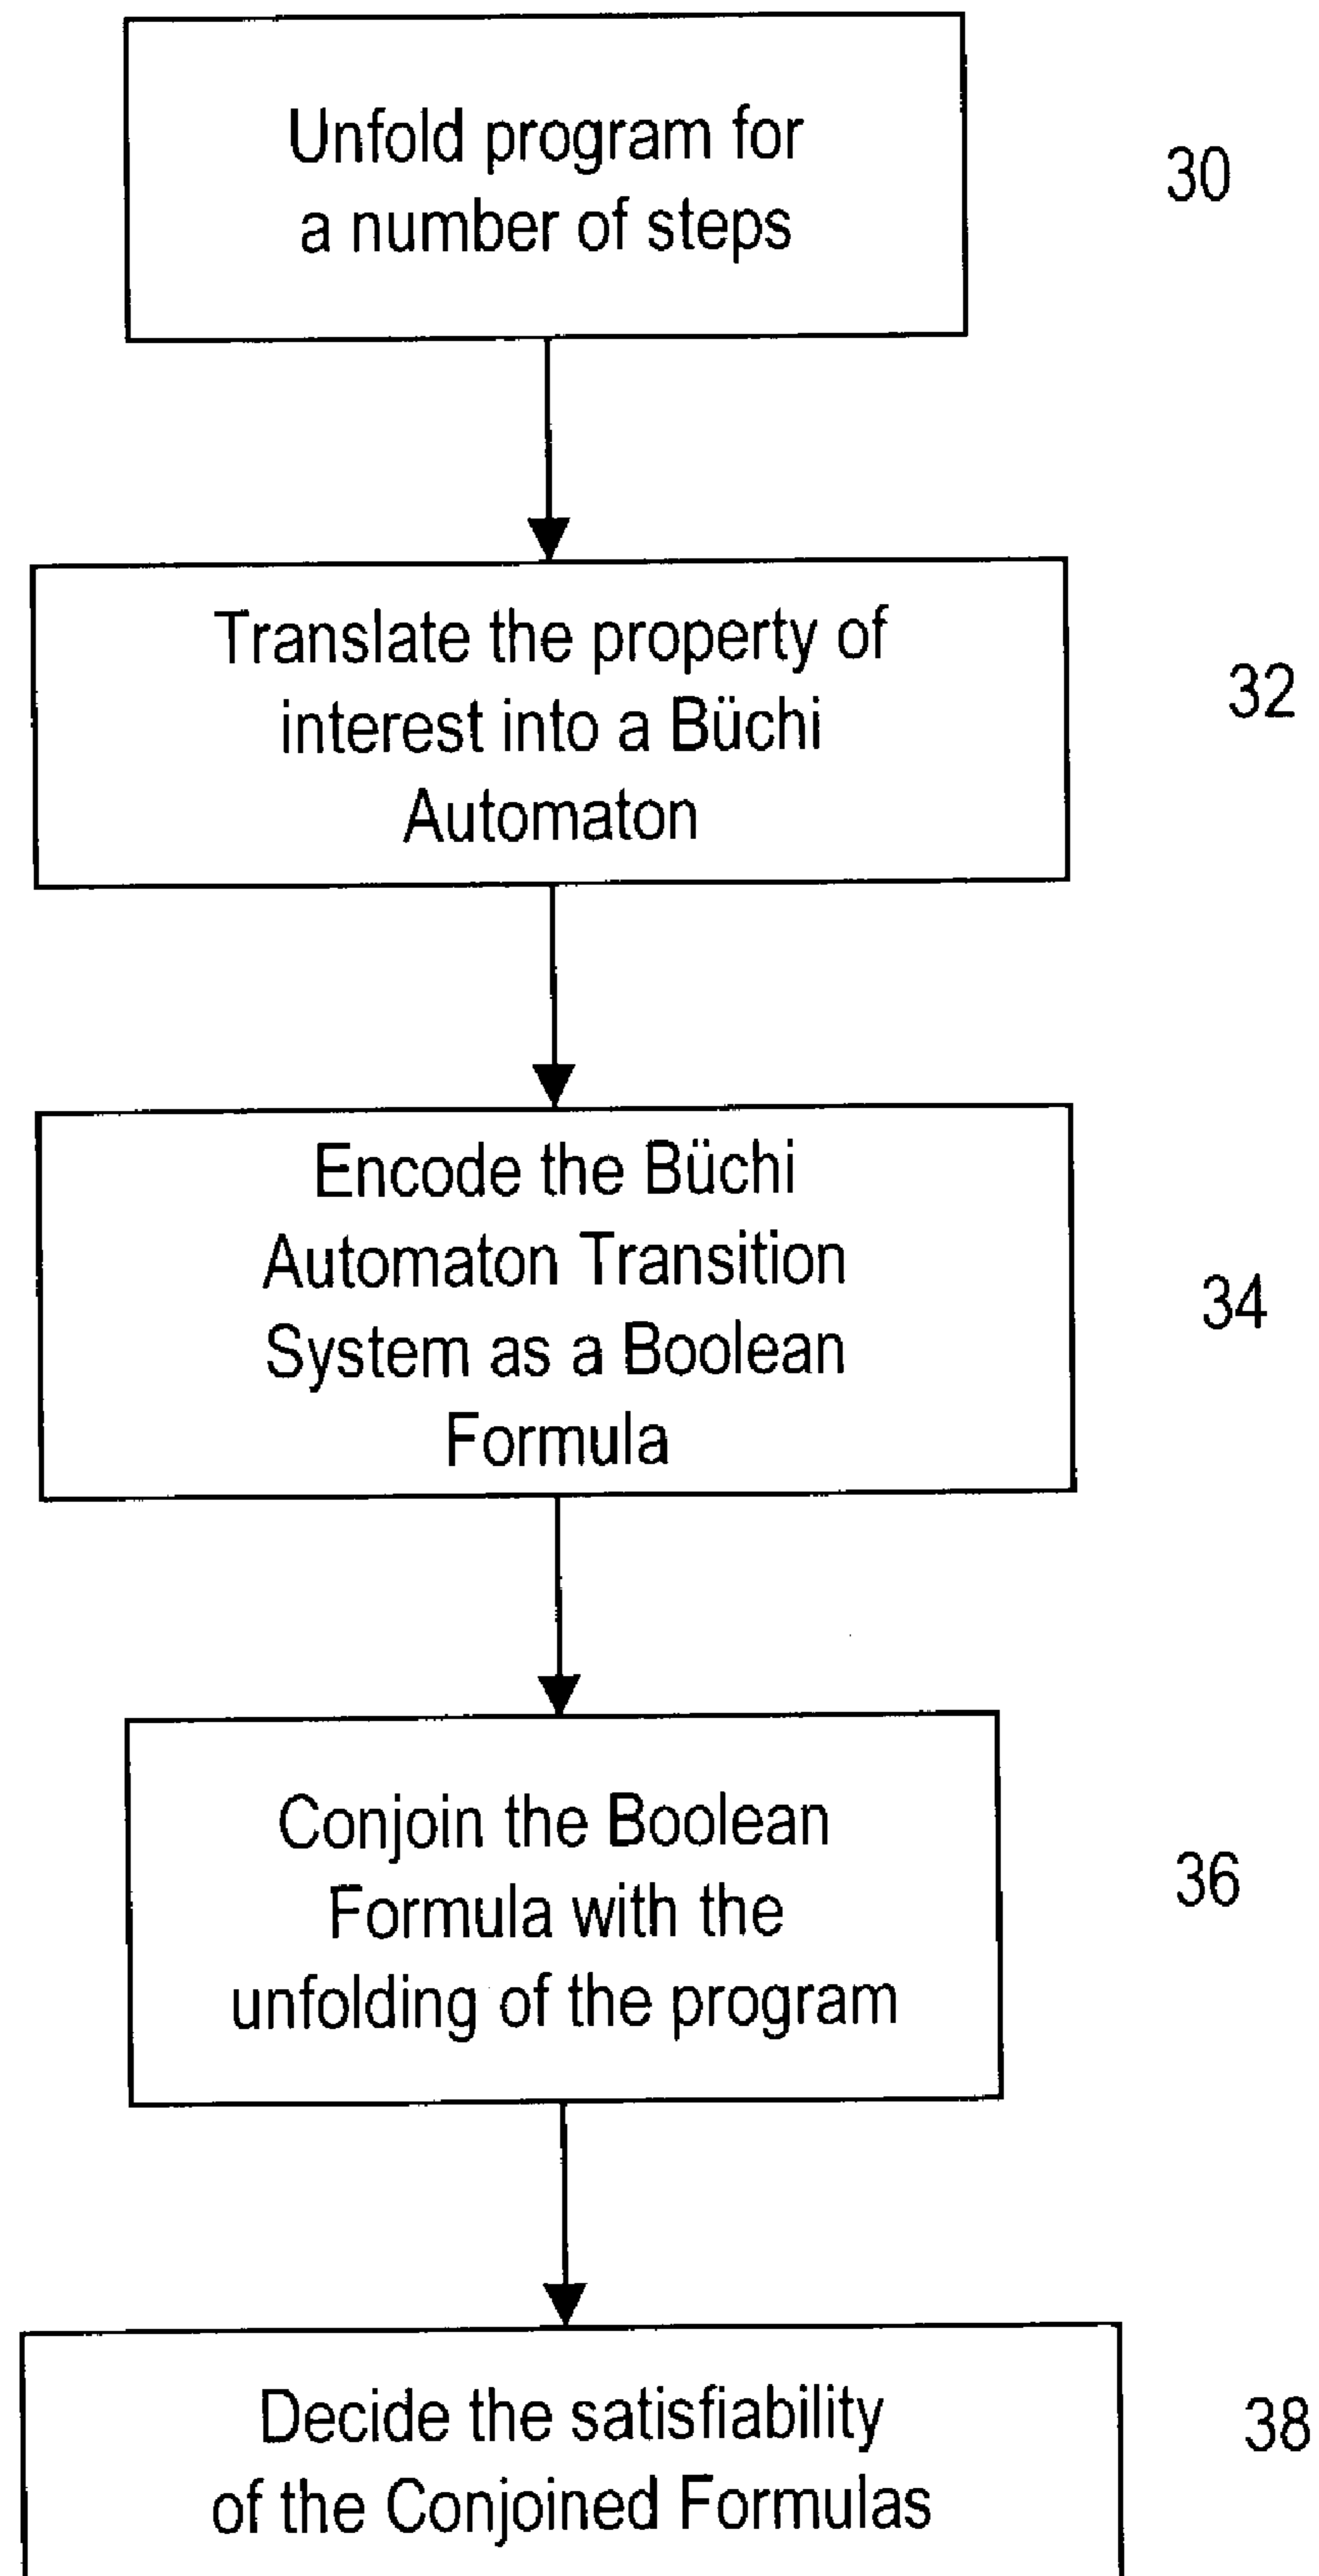 Unfold program for
a number of steps
30
Translate the property of
interest into a Büchi
Automaton
32
Encode the Büchi
Automaton Transition
System as a Boolean
Formula
34
Conjoin the Boolean
Formula with the
unfolding of the program
36
Decide the satisfiability
of the Conjoined Formulas
38